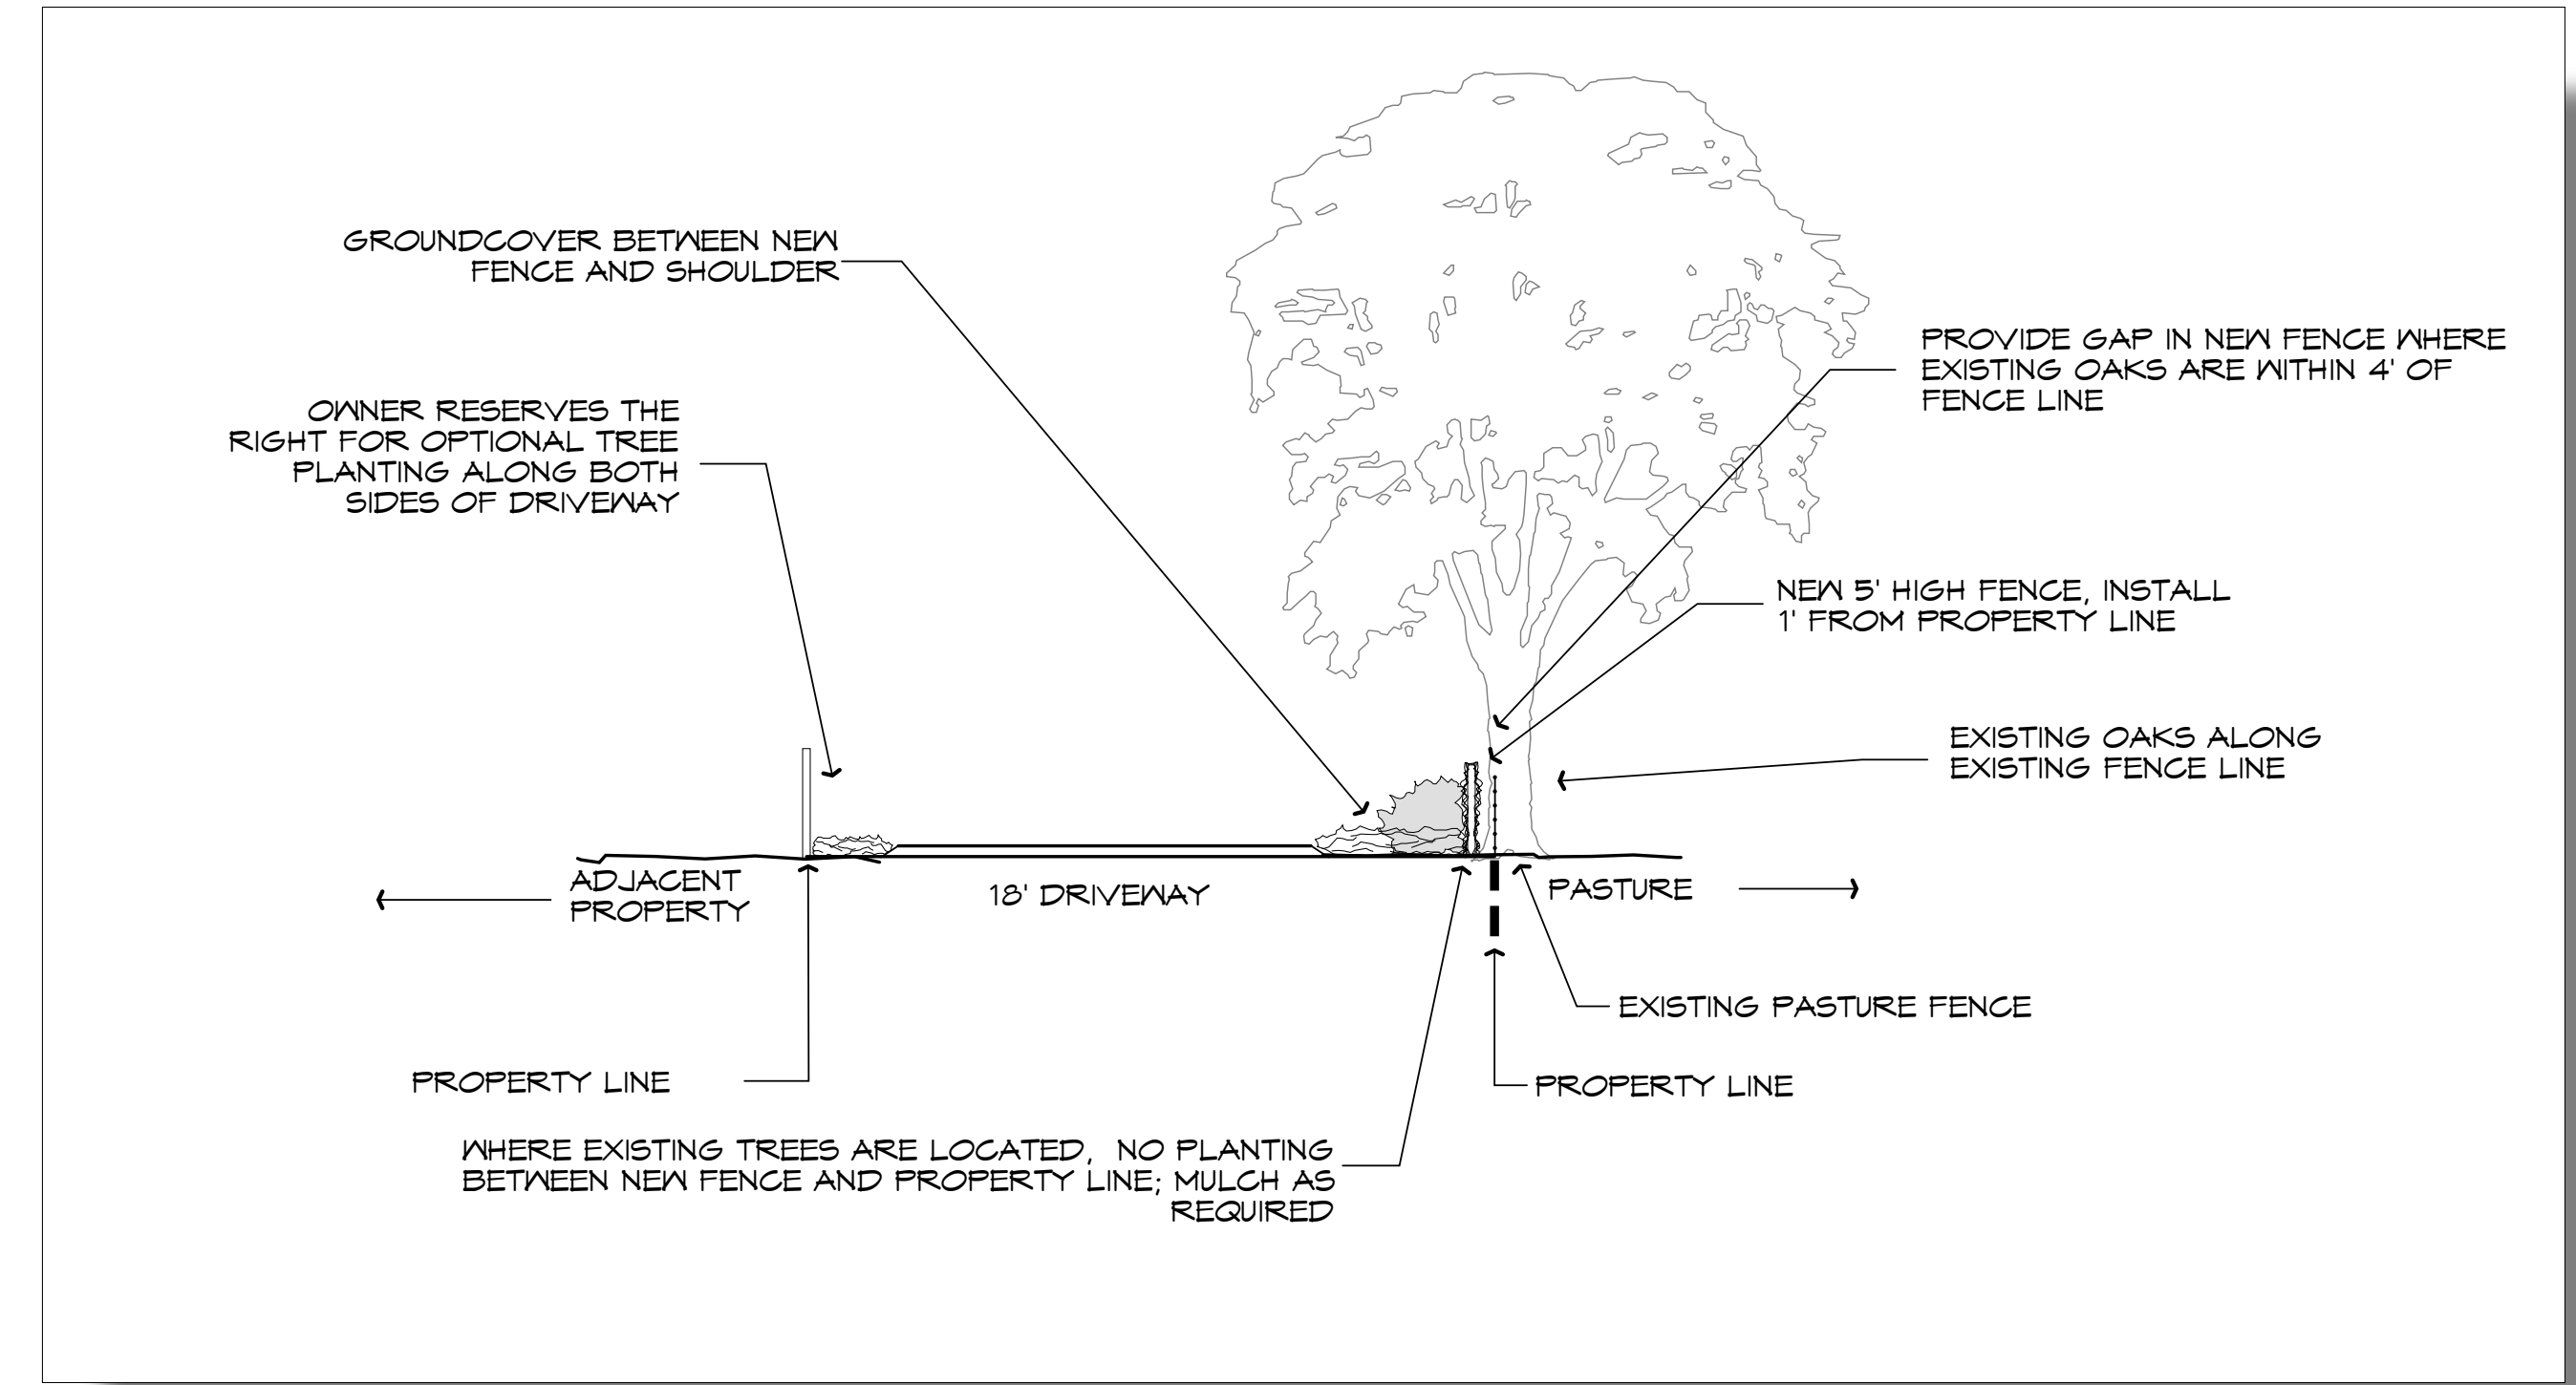 GROUNDCOVER BETWEEN NEW
FENCE AND SHOULDER
OWNER RESERVES THE
RIGHT FOR OPTIONAL TREE
PLANTING ALONG BOTH
SIDES OF DRIVEWAY
PROVIDE GAP IN NEW FENCE WHERE
EXISTING OAKS ARE WITHIN 4' OF
FENCE LINE
NEW 5' HIGH FENCE, INSTALL
1' FROM PROPERTY LINE
EXISTING OAKS ALONG
EXISTING FENCE LINE
ADJACENT
PROPERTY
18' DRIVEWAY
PASTURE
EXISTING PASTURE FENCE
PROPERTY LINE
PROPERTY LINE
WHERE EXISTING TREES ARE LOCATED, NO PLANTING
BETWEEN NEW FENCE AND PROPERTY LINE; MULCH AS
REQUIRED